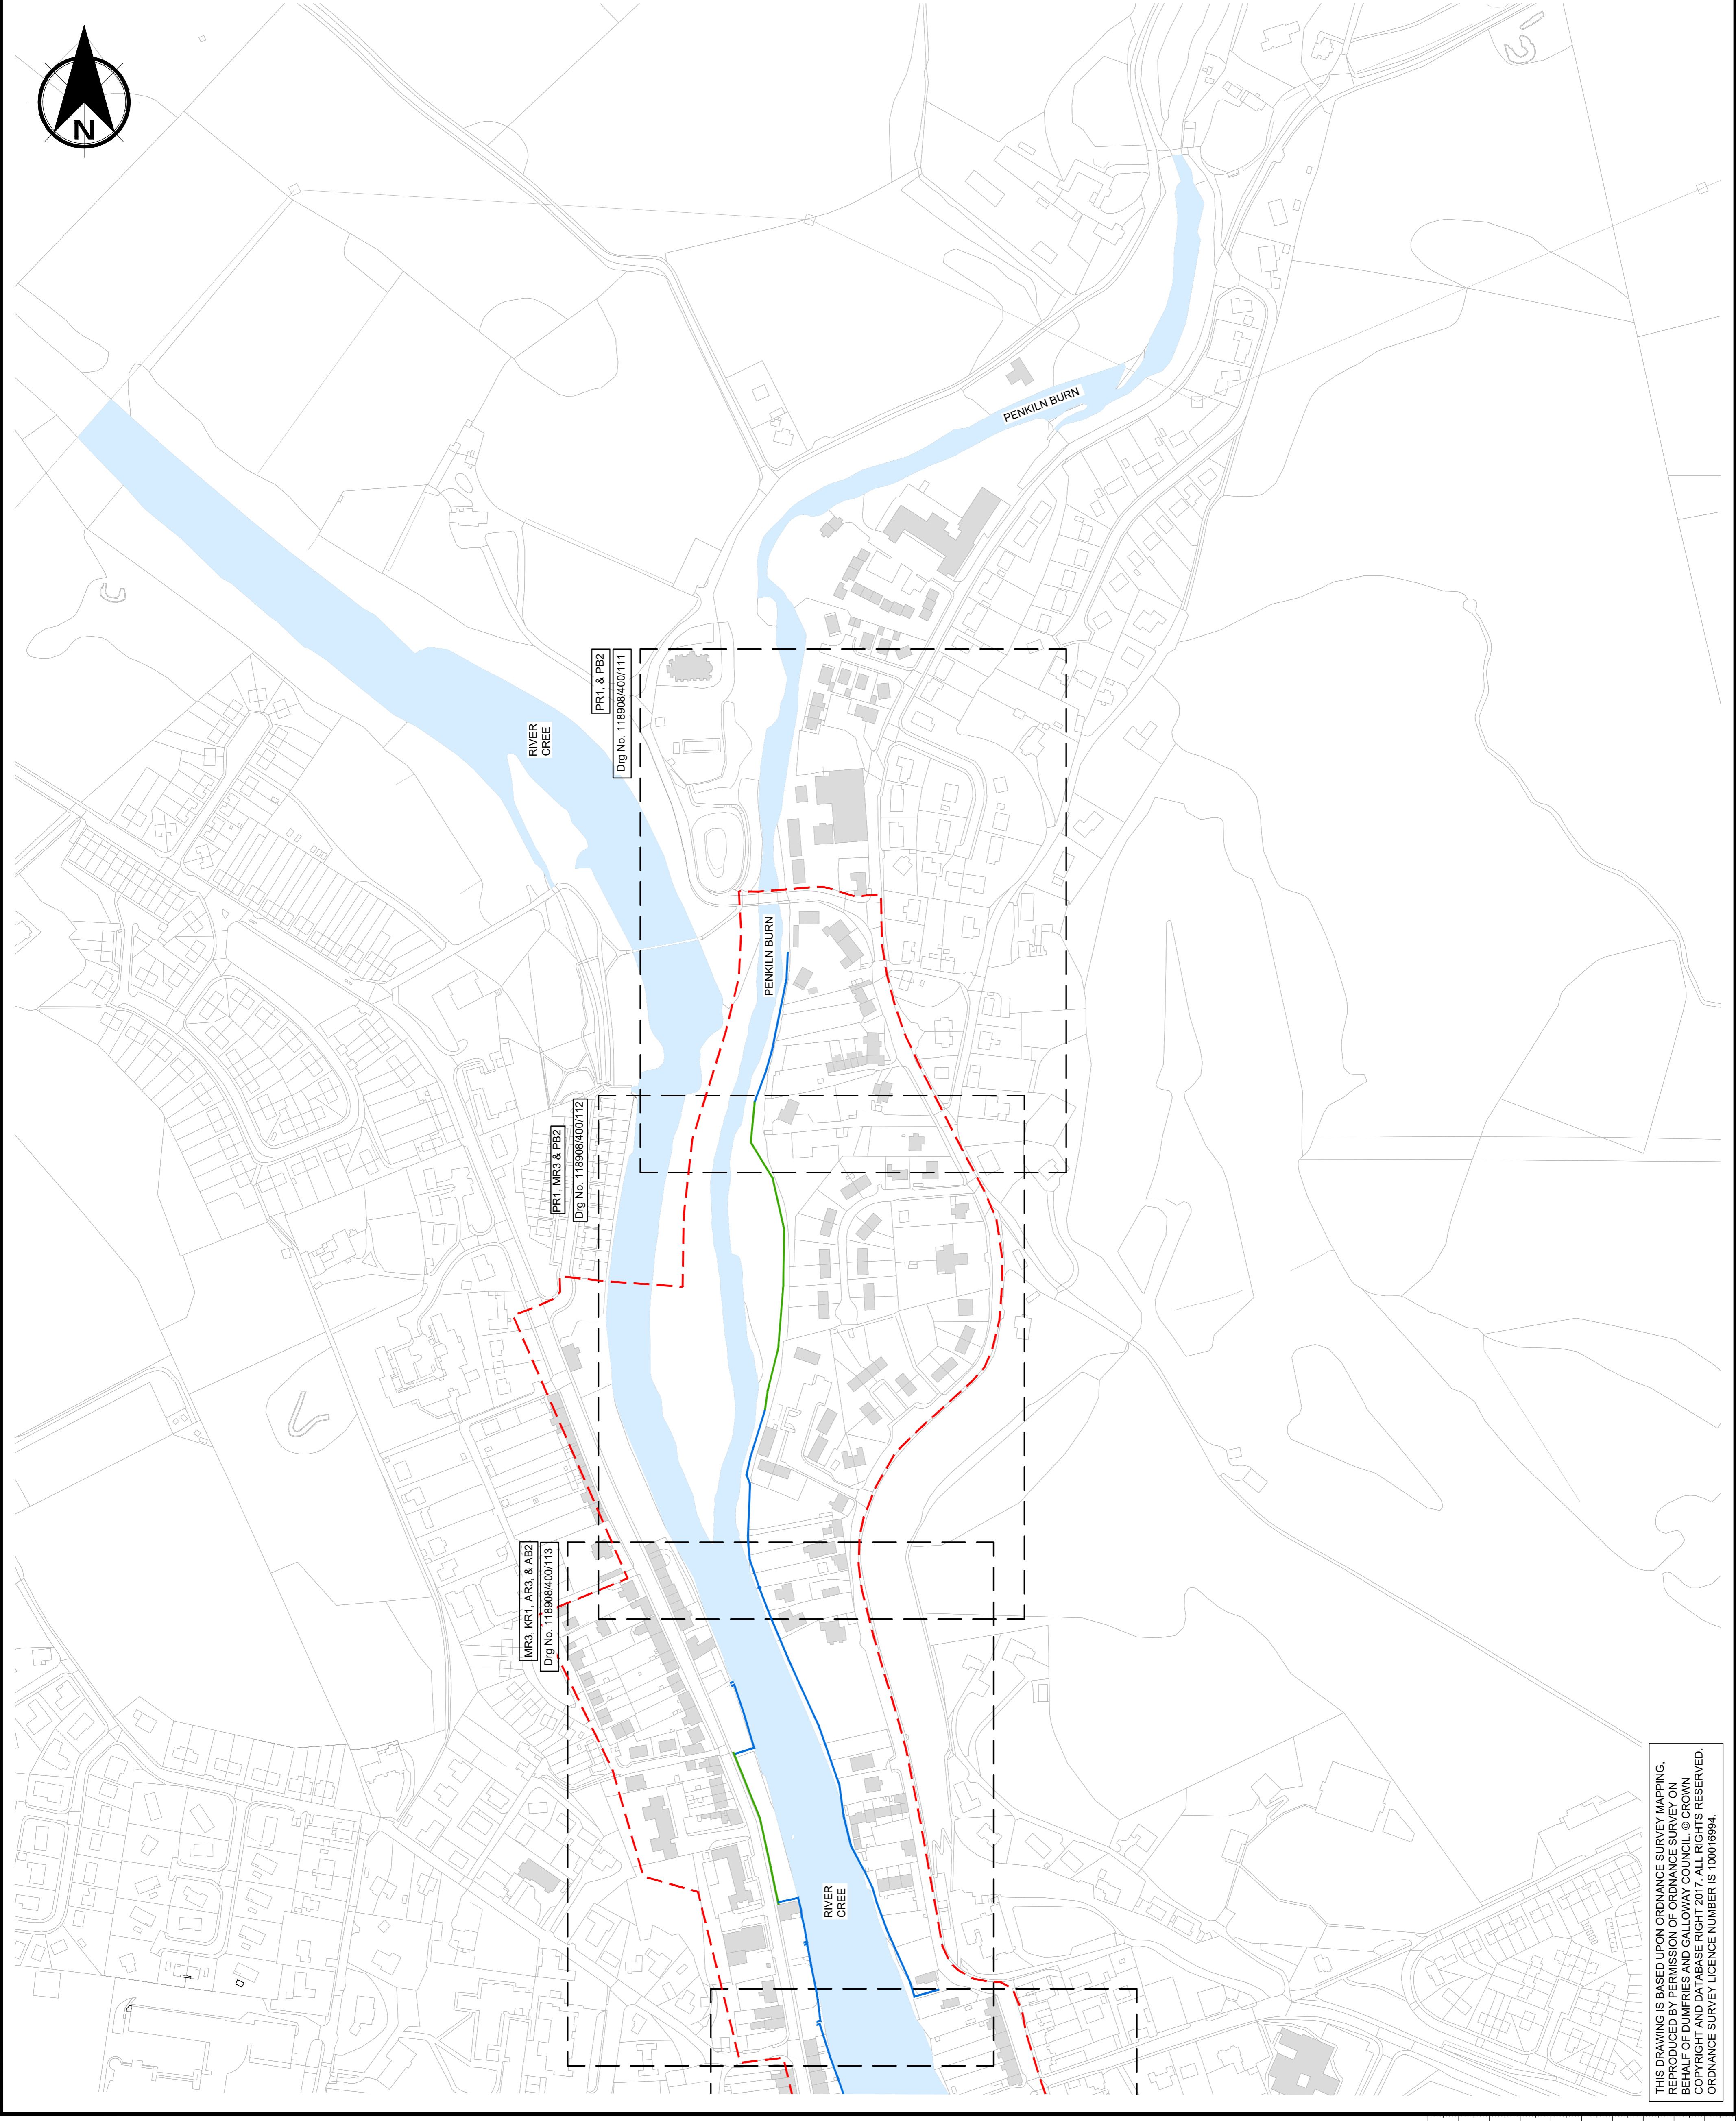 N
PENKILN BURN
PR1, & PB2
Drg No. 118908/400/111
RIVER
CREE
PENKILN BURN
PR1, MR3 & PB2
Drg No. 118908/400/112
MR3, KR1, AR3, & AB2
Drg No. 118908/400/113
RIVER
CREE
THIS DRAWING IS BASED UPON ORDNANCE SURVEY MAPPING,
REPRODUCED BY PERMISSION OF ORDNANCE SURVEY ON
BEHALF OF DUMFRIES AND GALLOWAY COUNCIL. © CROWN
COPYRIGHT AND DATABASE RIGHT 2017. ALL RIGHTS RESERVED.
ORDNANCE SURVEY LICENCE NUMBER IS 100016994.